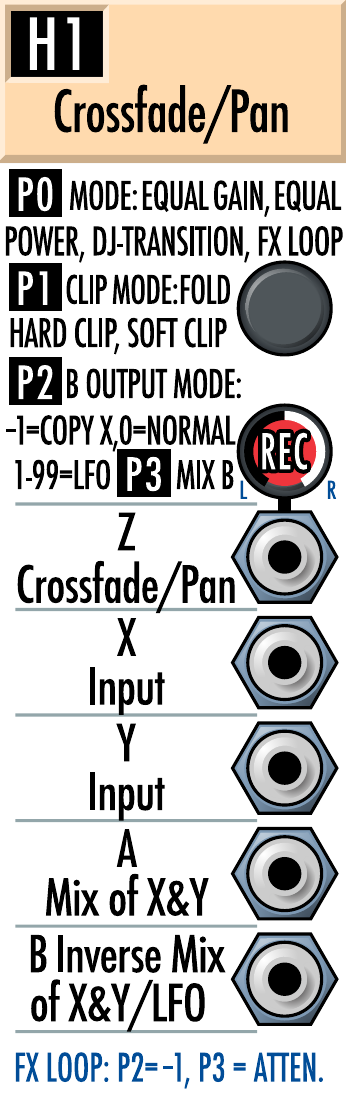 H1
Crossfade/Pan
P0 MODE: EQUAL GAIN, EQUAL
POWER, DJ-TRANSITION, FX LOOP
P1 CLIP MODE:FOLD
HARD CLIP, SOFT CLIP
P2 B OUTPUT MODE:
-1=COPY X,0=NORMAL
1-99=LFO P3 MIX B
REC
L R
Z
Crossfade/Pan
X
Input
Y
Input
A
Mix of X&Y
B Inverse Mix
of X&Y/LFO
FX LOOP: P2= -1, P3 = ATTEN.